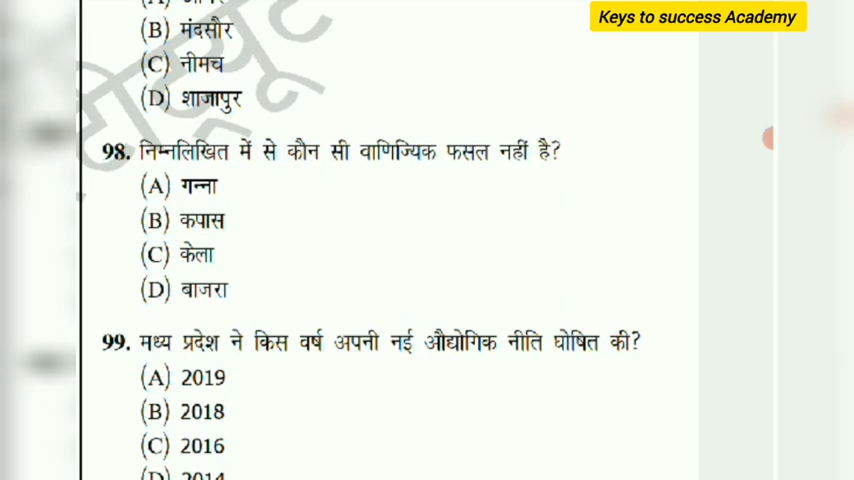 Keys to success Academy
(B) मंदसौर
(C) नीमच
(D) शाजापुर
98. निम्नलिखित में से कौन सी वाणिज्यिक फसल नहीं है?
(A) गन्ना
(B) कपास
(C) केला
(D) बाजरा
99. मध्य प्रदेश ने किस वर्ष अपनी नई औद्योगिक नीति घोषित की?
(A) 2019
(B) 2018
(C) 2016
(D) 2014